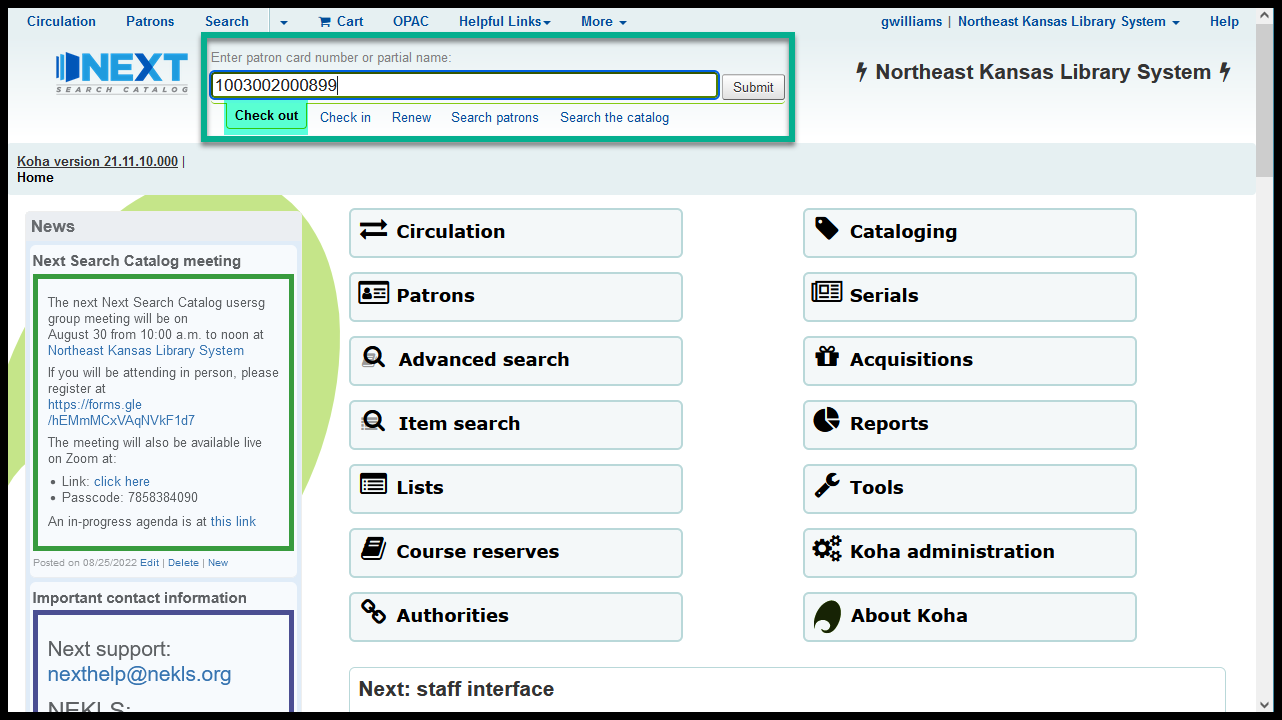 Circulation Patrons Search Cart OPAC Helpful Links More gwilliams | Northeast Kansas Library System Help
NEXT
SEARCH CATALOG
Enter patron card number or partial name:
1003002000899 Submit
Check out Check in Renew Search patrons Search the catalog
Northeast Kansas Library System
Koha version 21.11.10.000 |
Home
News
Next Search Catalog meeting
The next Next Search Catalog usersg
group meeting will be on
August 30 from 10:00 a.m. to noon at
Northeast Kansas Library System
If you will be attending in person, please
register at
https://forms.gle
/hEMmMCxVAqNVkF1d7
The meeting will also be available live
on Zoom at:
• Link: click here
• Passcode: 7858384090
An in-progress agenda is at this link
Posted on 08/25/2022 Edit | Delete | New
Important contact information
Next support:
nexthelp@nekls.org
NEKLS:
Circulation
Patrons
Advanced search
Item search
Lists
Course reserves
Authorities
Cataloging
Serials
Acquisitions
Reports
Tools
Koha administration
About Koha
Next: staff interface